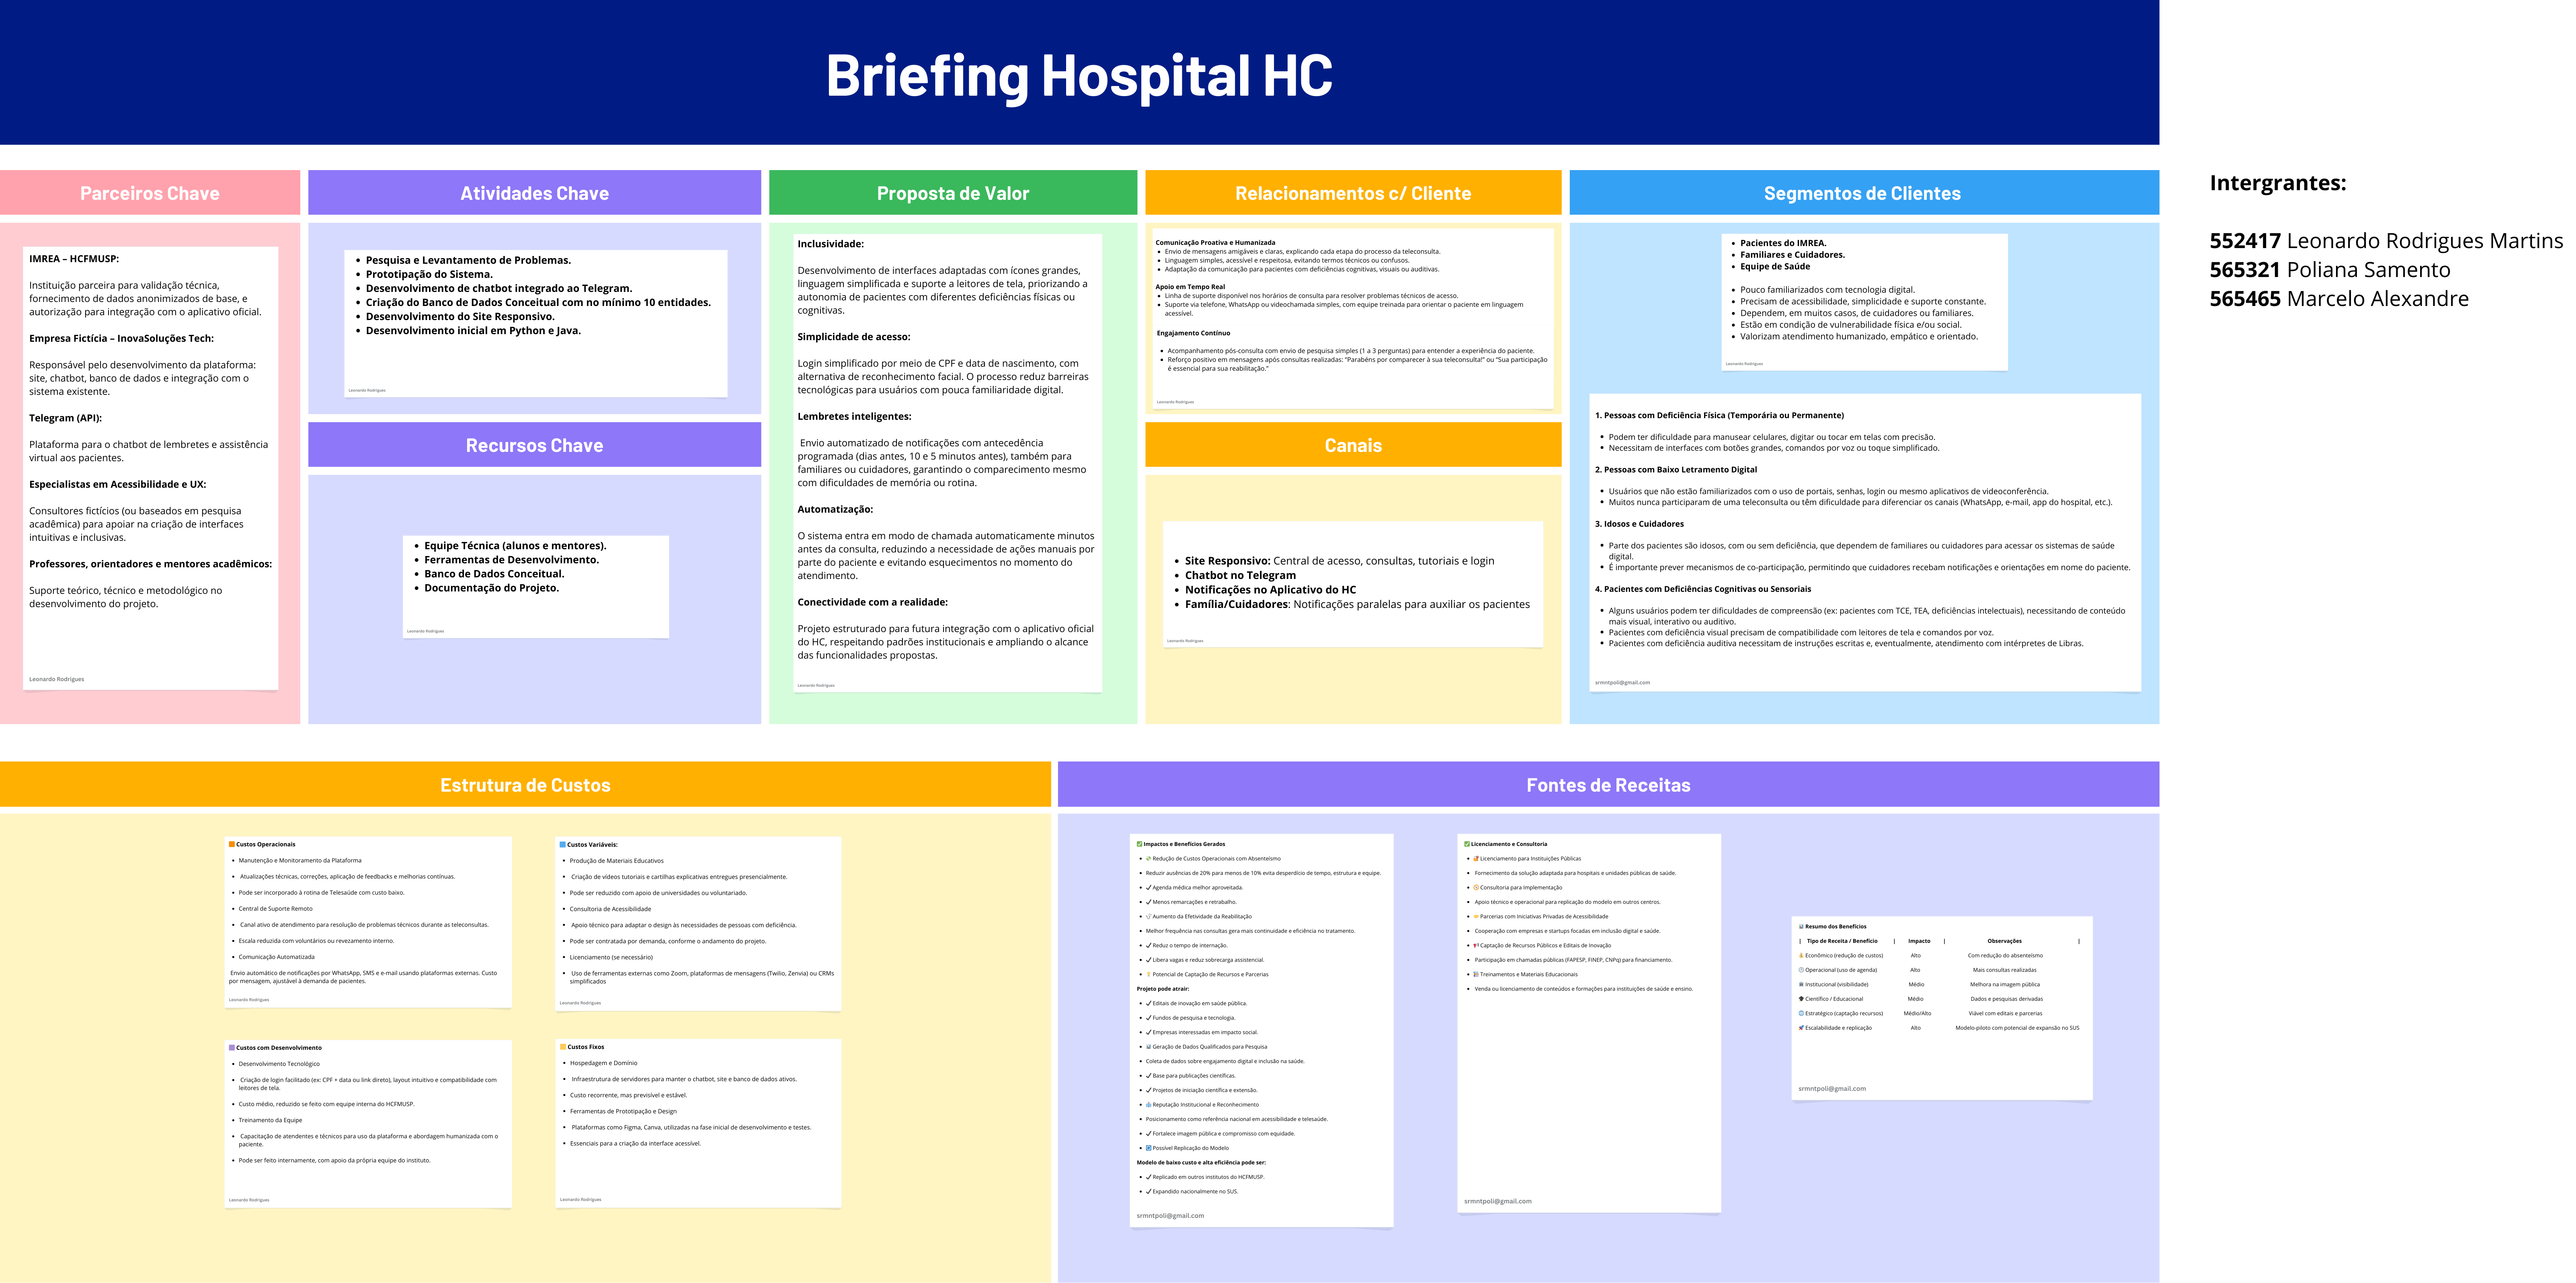 Briefing Hospital HC
Intergrantes:
552417 Leonardo Rodrigues Martins
565321 Poliana Samento
565465 Marcelo Alexandre
Parceiros Chave
IMREA – HCFMUSP:
Instituição parceira para validação técnica,
fornecimento de dados anonimizados de base, e
autorização para integração com o aplicativo oficial.
Empresa Fictícia – InovaSoluções Tech:
Responsável pelo desenvolvimento da plataforma:
site, chatbot, banco de dados e integração com o
sistema existente.
Telegram (API):
Plataforma para o chatbot de lembretes e assistência
virtual aos pacientes.
Especialistas em Acessibilidade e UX:
Consultores fictícios (ou baseados em pesquisa
acadêmica) para apoiar na criação de interfaces
intuitivas e inclusivas.
Professores, orientadores e mentores acadêmicos:
Suporte teórico, técnico e metodológico no
desenvolvimento do projeto.
Leonardo Rodrigues
Atividades Chave
• Pesquisa e Levantamento de Problemas.
• Prototipação do Sistema.
• Desenvolvimento de chatbot integrado ao Telegram.
• Criação do Banco de Dados Conceitual com no mínimo 10 entidades.
• Desenvolvimento do Site Responsivo.
• Desenvolvimento inicial em Python e Java.
Leonardo Rodrigues
Recursos Chave
• Equipe Técnica (alunos e mentores).
• Ferramentas de Desenvolvimento.
• Banco de Dados Conceitual.
• Documentação do Projeto.
Leonardo Rodrigues
Proposta de Valor
Inclusividade:
Desenvolvimento de interfaces adaptadas com ícones grandes,
linguagem simplificada e suporte a leitores de tela, priorizando a
autonomia de pacientes com diferentes deficiências físicas ou
cognitivas.
Simplicidade de acesso:
Login simplificado por meio de CPF e data de nascimento, com
alternativa de reconhecimento facial. O processo reduz barreiras
tecnológicas para usuários com pouca familiaridade digital.
Lembretes inteligentes:
Envio automatizado de notificações com antecedência
programada (dias antes, 10 e 5 minutos antes), também para
familiares ou cuidadores, garantindo o comparecimento mesmo
com dificuldades de memória ou rotina.
Automatização:
O sistema entra em modo de chamada automaticamente minutos
antes da consulta, reduzindo a necessidade de ações manuais por
parte do paciente e evitando esquecimentos no momento do
atendimento.
Conectividade com a realidade:
Projeto estruturado para futura integração com o aplicativo oficial
do HC, respeitando padrões institucionais e ampliando o alcance
das funcionalidades propostas.
Leonardo Rodrigues
Relacionamentos c/ Cliente
Comunicação Proativa e Humanizada
• Envio de mensagens amigáveis e claras, explicando cada etapa do processo da teleconsulta.
• Linguagem simples, acessível e respeitosa, evitando termos técnicos ou confusos.
• Adaptação da comunicação para pacientes com deficiências cognitivas, visuais ou auditivas.
Apoio em Tempo Real
• Linha de suporte disponível nos horários de consulta para resolver problemas técnicos de acesso.
• Suporte via telefone, WhatsApp ou videochamada simples, com equipe treinada para orientar o paciente em linguagem
acessível.
Engajamento Contínuo
• Acompanhamento pós-consulta com envio de pesquisa simples (1 a 3 perguntas) para entender a experiência do paciente.
• Reforço positivo em mensagens após consultas realizadas: “Parabéns por comparecer à sua teleconsulta!” ou “Sua participação
é essencial para sua reabilitação.”
Leonardo Rodrigues
Canais
• Site Responsivo: Central de acesso, consultas, tutoriais e login
• Chatbot no Telegram
• Notificações no Aplicativo do HC
• Família/Cuidadores: Notificações paralelas para auxiliar os pacientes
Leonardo Rodrigues
Segmentos de Clientes
• Pacientes do IMREA.
• Familiares e Cuidadores.
• Equipe de Saúde
• Pouco familiarizados com tecnologia digital.
• Precisam de acessibilidade, simplicidade e suporte constante.
• Dependem, em muitos casos, de cuidadores ou familiares.
• Estão em condição de vulnerabilidade física e/ou social.
• Valorizam atendimento humanizado, empático e orientado.
Leonardo Rodrigues
1. Pessoas com Deficiência Física (Temporária ou Permanente)
• Podem ter dificuldade para manusear celulares, digitar ou tocar em telas com precisão.
• Necessitam de interfaces com botões grandes, comandos por voz ou toque simplificado.
2. Pessoas com Baixo Letramento Digital
• Usuários que não estão familiarizados com o uso de portais, senhas, login ou mesmo aplicativos de videoconferência.
• Muitos nunca participaram de uma teleconsulta ou têm dificuldade para diferenciar os canais (WhatsApp, e-mail, app do hospital, etc.).
3. Idosos e Cuidadores
• Parte dos pacientes são idosos, com ou sem deficiência, que dependem de familiares ou cuidadores para acessar os sistemas de saúde
digital.
• É importante prever mecanismos de co-participação, permitindo que cuidadores recebam notificações e orientações em nome do paciente.
4. Pacientes com Deficiências Cognitivas ou Sensoriais
• Alguns usuários podem ter dificuldades de compreensão (ex: pacientes com TCE, TEA, deficiências intelectuais), necessitando de conteúdo
mais visual, interativo ou auditivo.
• Pacientes com deficiência visual precisam de compatibilidade com leitores de tela e comandos por voz.
• Pacientes com deficiência auditiva necessitam de instruções escritas e, eventualmente, atendimento com intérpretes de Libras.
srmntpoli@gmail.com
Estrutura de Custos
Custos Operacionais
• Manutenção e Monitoramento da Plataforma
• Atualizações técnicas, correções, aplicação de feedbacks e melhorias contínuas.
• Pode ser incorporado à rotina de Telesaúde com custo baixo.
• Central de Suporte Remoto
• Canal ativo de atendimento para resolução de problemas técnicos durante as teleconsultas.
• Escala reduzida com voluntários ou revezamento interno.
• Comunicação Automatizada
Envio automático de notificações por WhatsApp, SMS e e-mail usando plataformas externas. Custo
por mensagem, ajustável à demanda de pacientes.
Leonardo Rodrigues
Custos Variáveis:
• Produção de Materiais Educativos
• Criação de vídeos tutoriais e cartilhas explicativas entregues presencialmente.
• Pode ser reduzido com apoio de universidades ou voluntariado.
• Consultoria de Acessibilidade
• Apoio técnico para adaptar o design às necessidades de pessoas com deficiência.
• Pode ser contratada por demanda, conforme o andamento do projeto.
• Licenciamento (se necessário)
• Uso de ferramentas externas como Zoom, plataformas de mensagens (Twilio, Zenvia) ou CRMs
simplificados
Leonardo Rodrigues
Custos com Desenvolvimento
• Desenvolvimento Tecnológico
• Criação de login facilitado (ex: CPF + data ou link direto), layout intuitivo e compatibilidade com
leitores de tela.
• Custo médio, reduzido se feito com equipe interna do HCFMUSP.
• Treinamento da Equipe
• Capacitação de atendentes e técnicos para uso da plataforma e abordagem humanizada com o
paciente.
• Pode ser feito internamente, com apoio da própria equipe do instituto.
Leonardo Rodrigues
Custos Fixos
• Hospedagem e Domínio
• Infraestrutura de servidores para manter o chatbot, site e banco de dados ativos.
• Custo recorrente, mas previsível e estável.
• Ferramentas de Prototipação e Design
• Plataformas como Figma, Canva, utilizadas na fase inicial de desenvolvimento e testes.
• Essenciais para a criação da interface acessível.
Leonardo Rodrigues
Fontes de Receitas
✅ Impactos e Benefícios Gerados
• Redução de Custos Operacionais com Absenteísmo
• Reduzir ausências de 20% para menos de 10% evita desperdício de tempo, estrutura e equipe.
• ✓ Agenda médica melhor aproveitada.
• ✓ Menos remarcações e retrabalho.
• Aumento da Efetividade da Reabilitação
• Melhor frequência nas consultas gera mais continuidade e eficiência no tratamento.
• ✓ Reduz o tempo de internação.
• ✓ Libera vagas e reduz sobrecarga assistencial.
• Potencial de Captação de Recursos e Parcerias
Projeto pode atrair:
• ✓ Editais de inovação em saúde pública.
• ✓ Fundos de pesquisa e tecnologia.
• ✓ Empresas interessadas em impacto social.
• Geração de Dados Qualificados para Pesquisa
• Coleta de dados sobre engajamento digital e inclusão na saúde.
• ✓ Base para publicações científicas.
• ✓ Projetos de iniciação científica e extensão.
• Reputação Institucional e Reconhecimento
• Posicionamento como referência nacional em acessibilidade e telesaúde.
• ✓ Fortalece imagem pública e compromisso com equidade.
• Possível Replicação do Modelo
Modelo de baixo custo e alta eficiência pode ser:
• ✓ Replicado em outros institutos do HCFMUSP.
• ✓ Expandido nacionalmente no SUS.
srmntpoli@gmail.com
✅ Licenciamento e Consultoria
• Licenciamento para Instituições Públicas
• Fornecimento da solução adaptada para hospitais e unidades públicas de saúde.
• Consultoria para Implementação
• Apoio técnico e operacional para replicação do modelo em outros centros.
• Parcerias com Iniciativas Privadas de Acessibilidade
• Cooperação com empresas e startups focadas em inclusão digital e saúde.
• Captação de Recursos Públicos e Editais de Inovação
• Participação em chamadas públicas (FAPESP, FINEP, CNPq) para financiamento.
• Treinamentos e Materiais Educacionais
• Venda ou licenciamento de conteúdos e formações para instituições de saúde e ensino.
srmntpoli@gmail.com
Resumo dos Benefícios
| Tipo de Receita / Benefício | Impacto | Observações |
Econômico (redução de custos) Alto Com redução do absenteísmo
Operacional (uso de agenda) Alto Mais consultas realizadas
Institucional (visibilidade) Médio Melhora na imagem pública
Científico / Educacional Médio Dados e pesquisas derivadas
Estratégico (captação recursos) Médio/Alto Viável com editais e parcerias
Escalabilidade e replicação Alto Modelo-piloto com potencial de expansão no SUS
srmntpoli@gmail.com